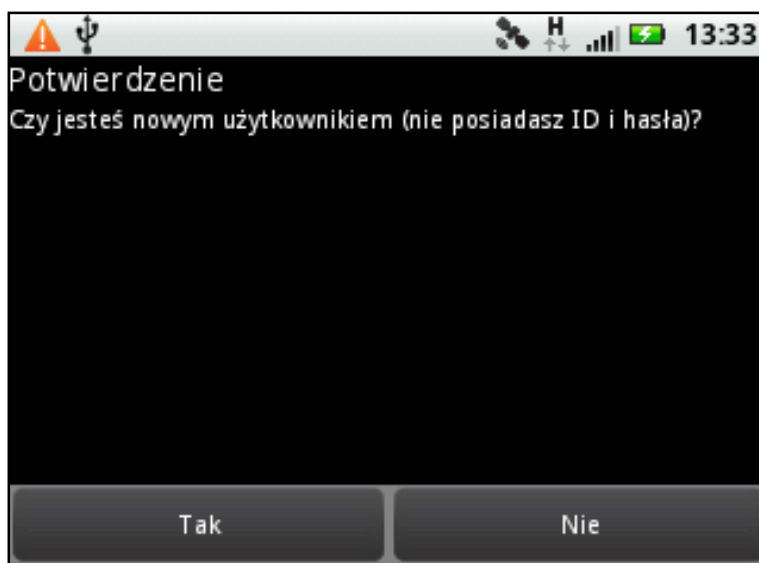 H 13:33
Potwierdzenie
Czy jesteś nowym użytkownikiem (nie posiadasz ID i hasła)?
Tak Nie